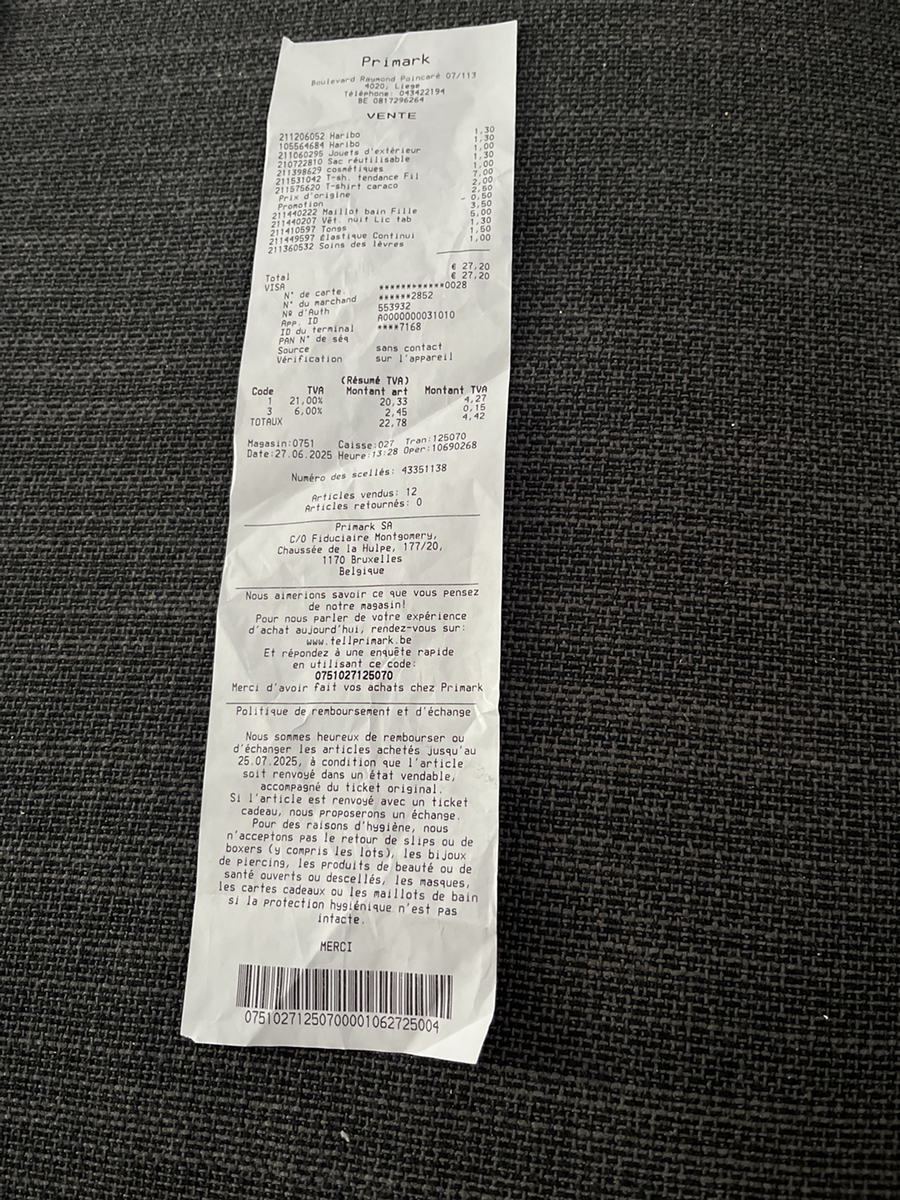 Primark
Boulevard Raymond Poincaré 07/113
4020, Liege
Téléphone: 043422194
BE 0817296264
VENTE
211206052 Haribo 1,30
105564684 Haribo 1,30
211060295 Jouets d'extérieur 1,00
210722810 Sac réutilisable 1,30
211398629 cosmétiques 1,00
211531042 T-sh. tendance Fil 7,00
211575620 T-shirt caraco 2,00
Prix d'origine 2,50
Promotion - 0,50
211440222 Maillot bain Fille 3,50
211440207 Vêt. nuit Lic tab 5,00
211410597 Tongs 1,30
211449597 Élastique Continui 1,50
211360532 Soins des lèvres 1,00
Total € 27,20
VISA € 27,20
N° de carte. ************0028
N° du marchand ******2852
Nº d'Auth 553932
App. ID A0000000031010
ID du terminal ****7168
PAN N° de séq
Source sans contact
Vérification sur l'appareil
(Résumé TVA)
Code TVA Montant art Montant TVA
1 21,00% 20,33 4,27
3 6,00% 2,45 0,15
TOTAUX 22,78 4,42
Magasin:0751 Caisse:027 Tran:125070
Date:27.06.2025 Heure:13:28 Oper:10690268
Numéro des scellés: 43351138
Articles vendus: 12
Articles retournés: 0
Primark SA
C/O Fiduciaire Montgomery,
Chaussée de la Hulpe, 177/20,
1170 Bruxelles
Belgique
Nous aimerions savoir ce que vous pensez
de notre magasin!
Pour nous parler de votre expérience
d'achat aujourd'hui, rendez-vous sur:
www.tellprimark.be
Et répondez à une enquête rapide
en utilisant ce code:
0751027125070
Merci d'avoir fait vos achats chez Primark
Politique de remboursement et d'échange
Nous sommes heureux de rembourser ou
d'échanger les articles achetés jusqu'au
25.07.2025, à condition que l'article
soit renvoyé dans un état vendable,
accompagné du ticket original.
Si l'article est renvoyé avec un ticket
cadeau, nous proposerons un échange.
Pour des raisons d'hygiène, nous
n'acceptons pas le retour de slips ou de
boxers (y compris les lots), les bijoux
de piercing, les produits de beauté ou de
santé ouverts ou descellés, les masques,
les cartes cadeaux ou les maillots de bain
si la protection hygiénique n'est pas
intacte.
MERCI
07510271250700001062725004